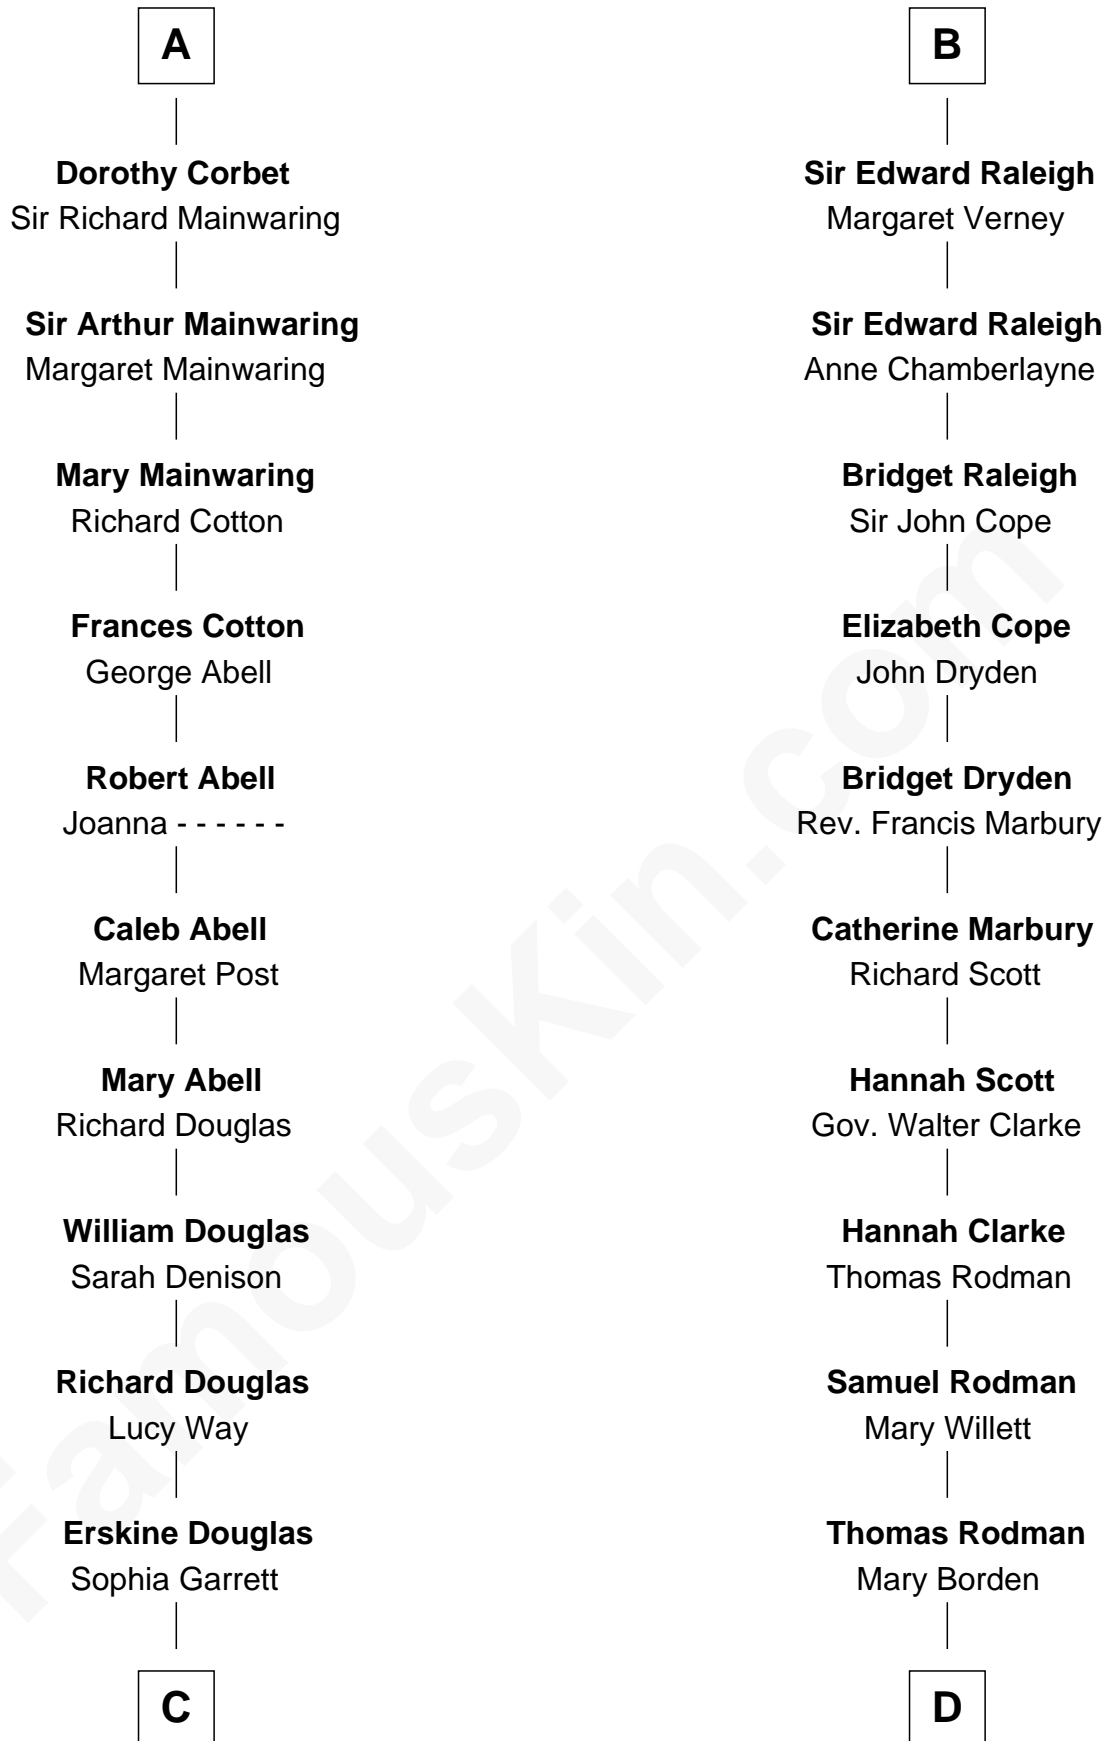 A
Dorothy Corbet
Sir Richard Mainwaring
Sir Arthur Mainwaring
Margaret Mainwaring
Mary Mainwaring
Richard Cotton
Frances Cotton
George Abell
Robert Abell
Joanna - - - - - -
Caleb Abell
Margaret Post
Mary Abell
Richard Douglas
William Douglas
Sarah Denison
Richard Douglas
Lucy Way
Erskine Douglas
Sophia Garrett
C
B
Sir Edward Raleigh
Margaret Verney
Sir Edward Raleigh
Anne Chamberlayne
Bridget Raleigh
Sir John Cope
Elizabeth Cope
John Dryden
Bridget Dryden
Rev. Francis Marbury
Catherine Marbury
Richard Scott
Hannah Scott
Gov. Walter Clarke
Hannah Clarke
Thomas Rodman
Samuel Rodman
Mary Willett
Thomas Rodman
Mary Borden
D
FamousKin.com